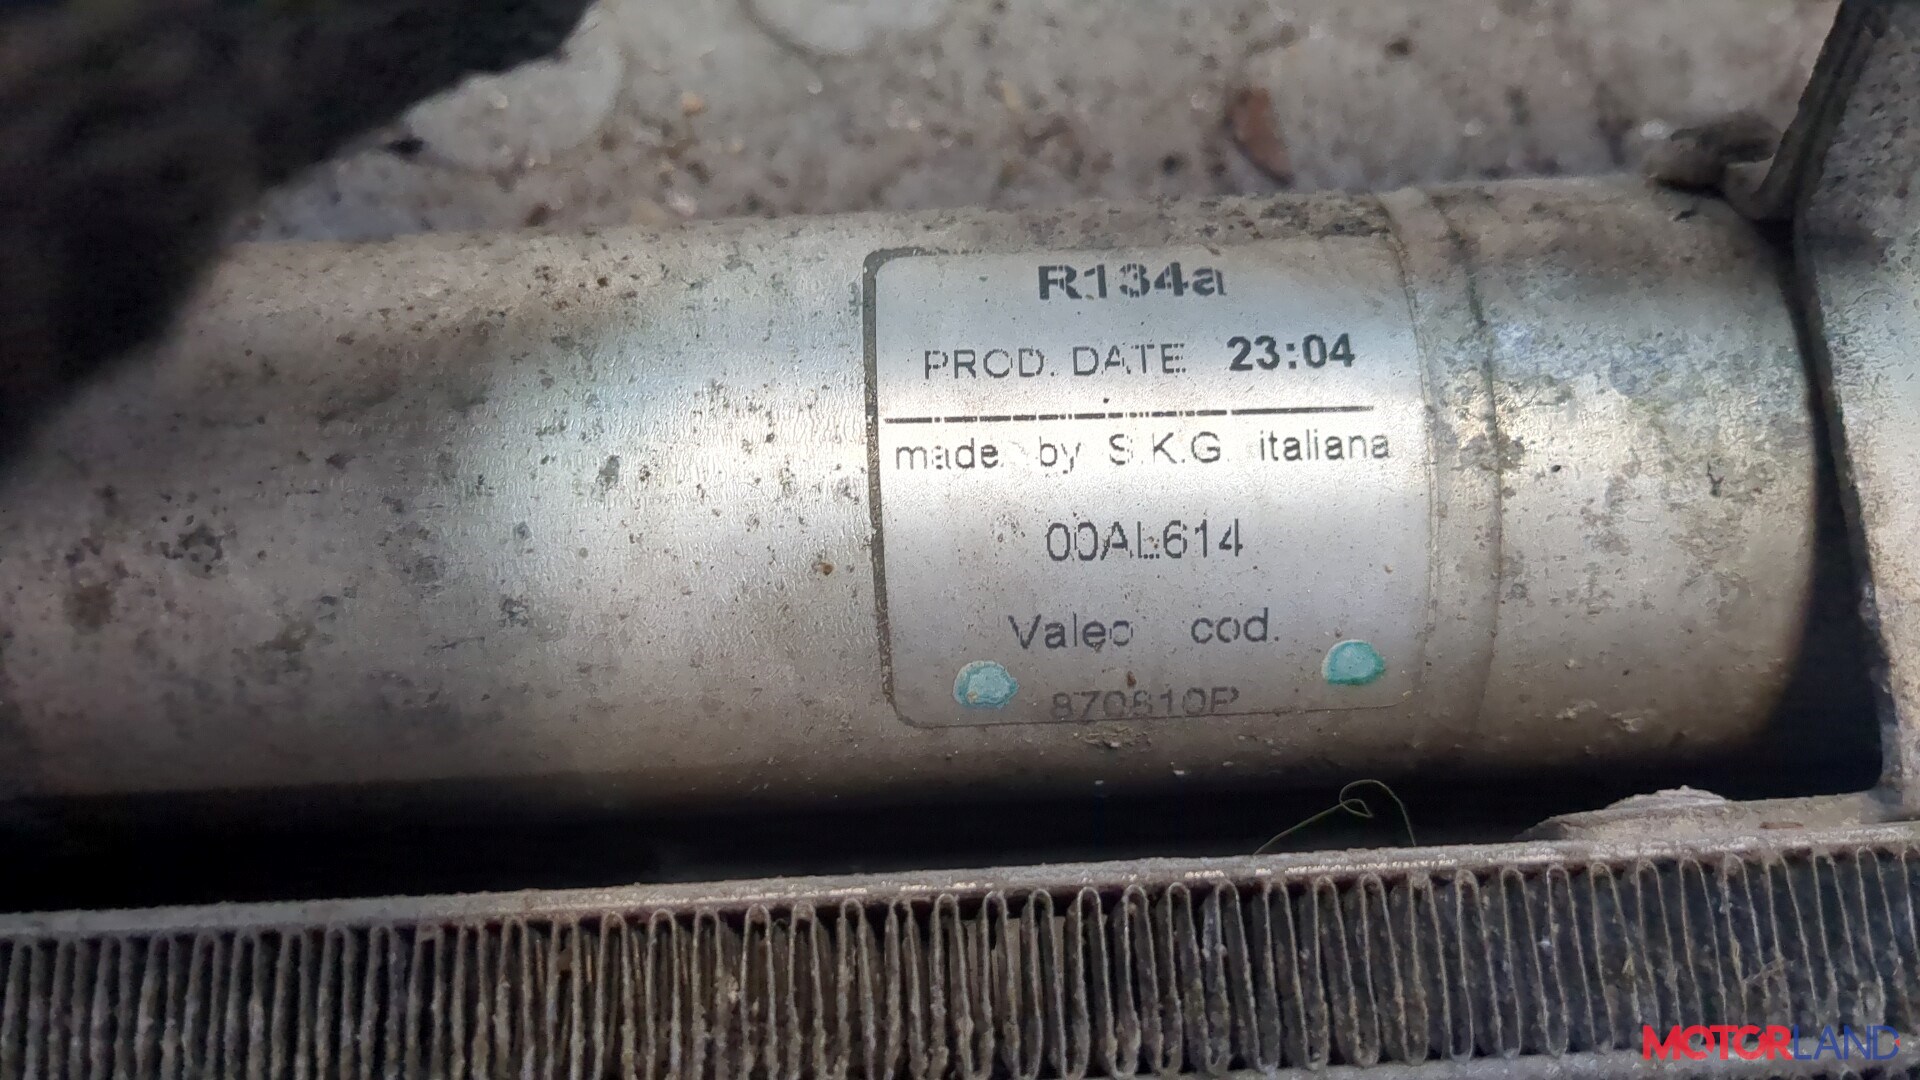 R134a
PROD. DATE 23:04
made by S.K.G. italiana
00AL614
Valeo cod.
870810P
MOTORLAND